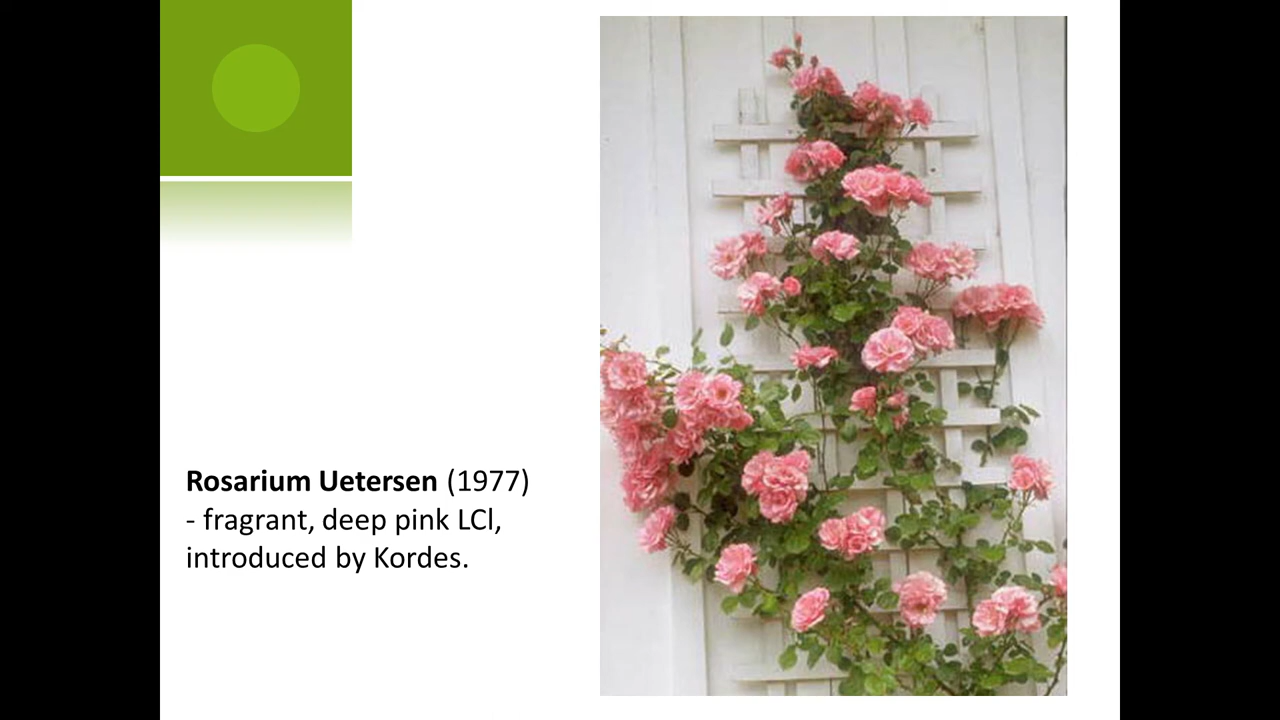 Rosarium Uetersen (1977)
- fragrant, deep pink LCl,
introduced by Kordes.